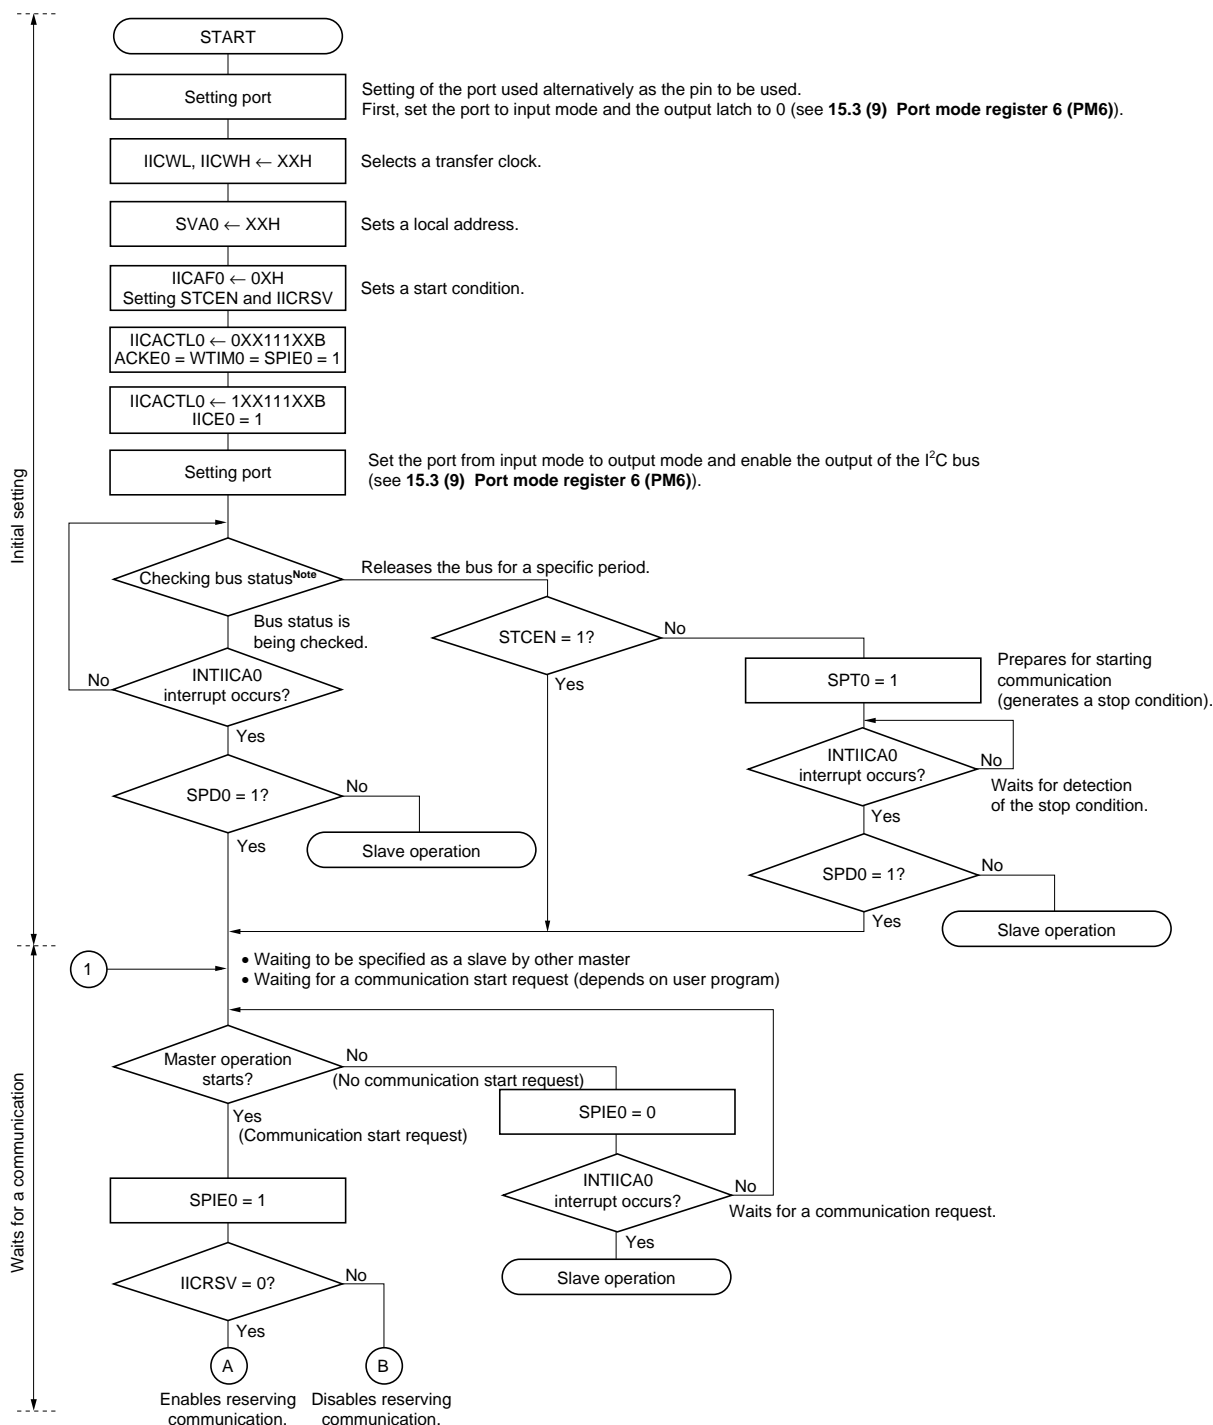 START
Setting port
Setting of the port used alternatively as the pin to be used.
First, set the port to input mode and the output latch to 0 (see 15.3 (9) Port mode register 6 (PM6)).
IICWL, IICWH ← XXH
Selects a transfer clock.
SVA0 ← XXH
Sets a local address.
IICAF0 ← 0XH
Setting STCEN and IICRSV
Sets a start condition.
IICACTL0 ← 0XX111XXB
ACKE0 = WTIM0 = SPIE0 = 1
IICACTL0 ← 1XX111XXB
IICE0 = 1
Setting port
Set the port from input mode to output mode and enable the output of the I²C bus
(see 15.3 (9) Port mode register 6 (PM6)).
Initial setting
Checking bus statusNote
Releases the bus for a specific period.
Bus status is
being checked.
STCEN = 1?
No
Yes
INTIICA0
interrupt occurs?
No
Yes
SPT0 = 1
Prepares for starting
communication
(generates a stop condition).
INTIICA0
interrupt occurs?
No
Waits for detection
of the stop condition.
Yes
SPD0 = 1?
No
Yes
Slave operation
SPD0 = 1?
No
Yes
Slave operation
1
• Waiting to be specified as a slave by other master
• Waiting for a communication start request (depends on user program)
Waits for a communication
Master operation
starts?
No
(No communication start request)
Yes
(Communication start request)
SPIE0 = 0
INTIICA0
interrupt occurs?
No
Waits for a communication request.
Yes
Slave operation
SPIE0 = 1
IICRSV = 0?
No
Yes
A
B
Enables reserving
communication.
Disables reserving
communication.